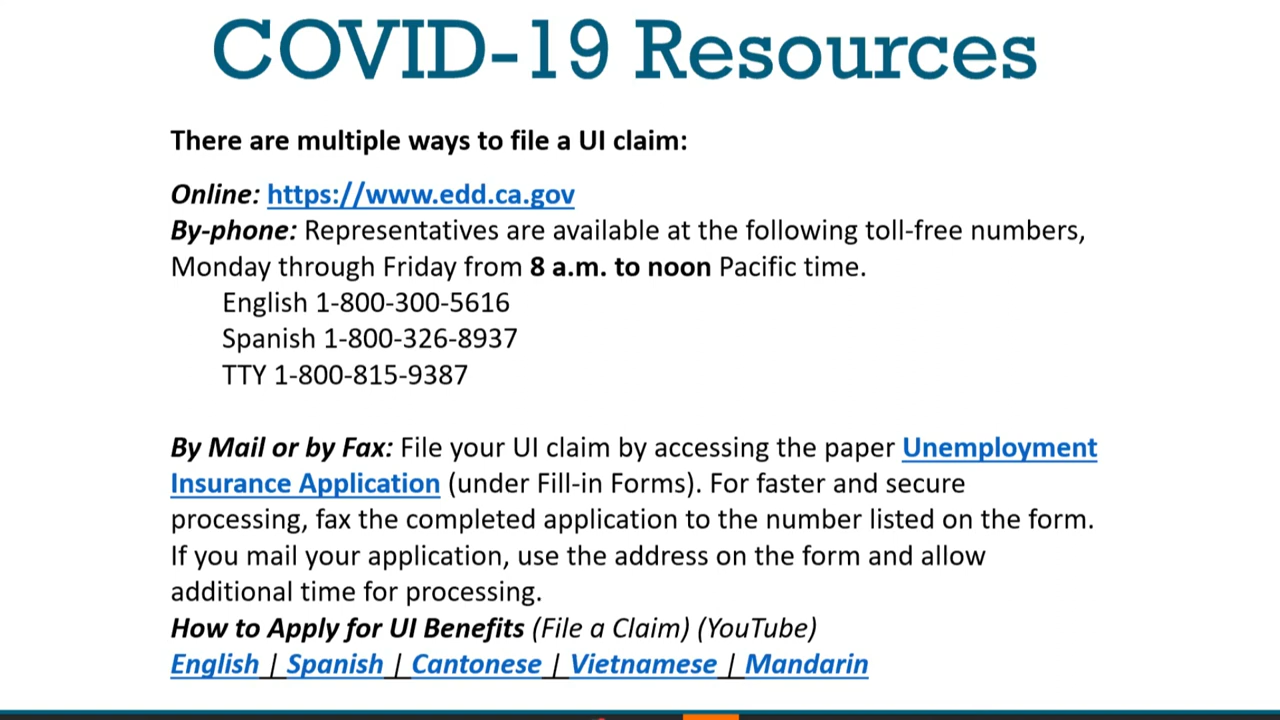 COVID-19 Resources
There are multiple ways to file a UI claim:
Online: https://www.edd.ca.gov
By-phone: Representatives are available at the following toll-free numbers,
Monday through Friday from 8 a.m. to noon Pacific time.
English 1-800-300-5616
Spanish 1-800-326-8937
TTY 1-800-815-9387
By Mail or by Fax: File your UI claim by accessing the paper Unemployment
Insurance Application (under Fill-in Forms). For faster and secure
processing, fax the completed application to the number listed on the form.
If you mail your application, use the address on the form and allow
additional time for processing.
How to Apply for UI Benefits (File a Claim) (YouTube)
English | Spanish | Cantonese | Vietnamese | Mandarin